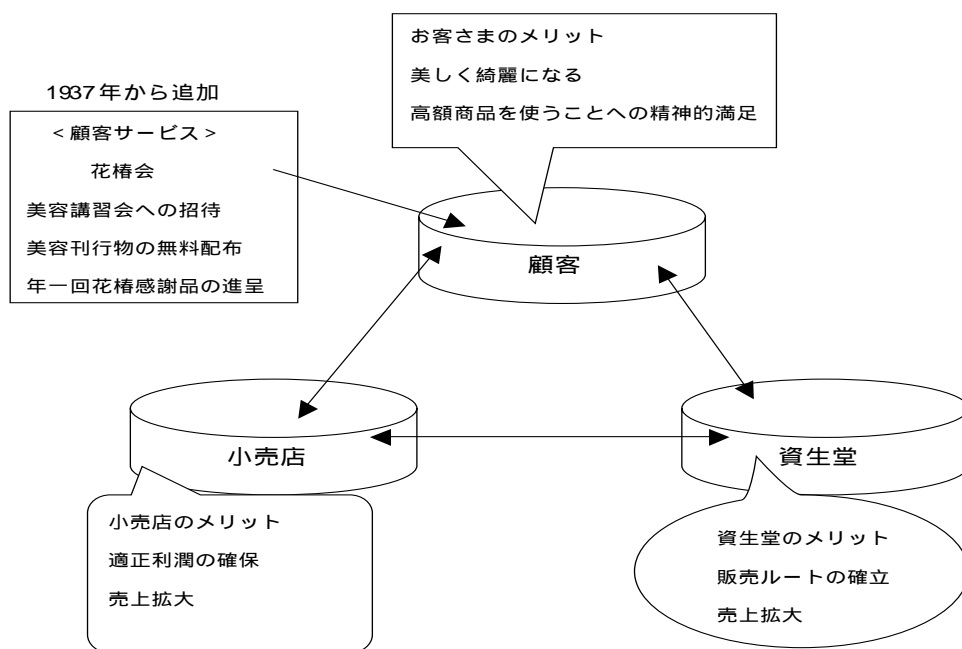 お客さまのメリット
美しく綺麗になる
高額商品を使うことへの精神的満足
1937年から追加
＜顧客サービス＞
花椿会
美容講習会への招待
美容刊行物の無料配布
年一回花椿感謝品の進呈
顧客
小売店
資生堂
小売店のメリット
適正利潤の確保
売上拡大
資生堂のメリット
販売ルートの確立
売上拡大